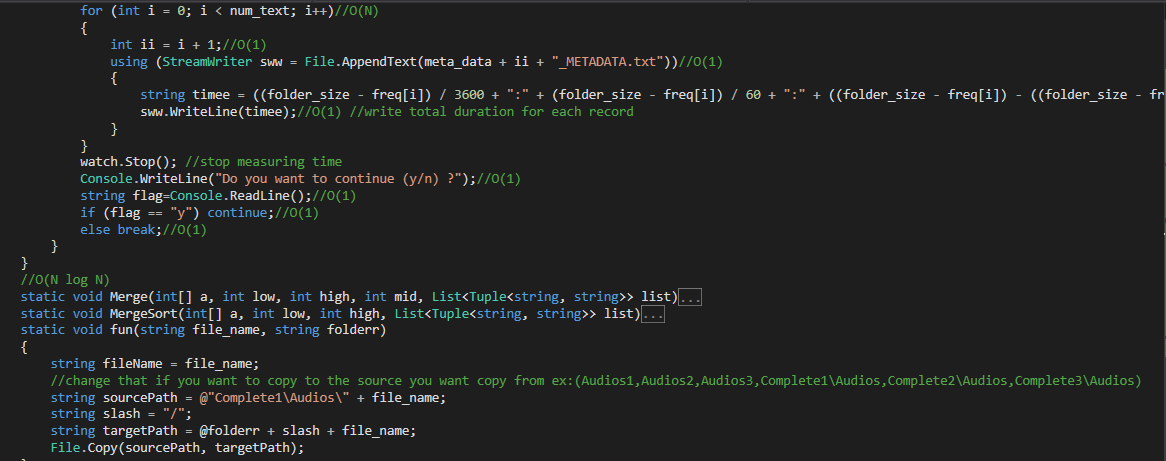 for (int i = 0; i < num_text; i++)//O(N)
{
int ii = i + 1;//O(1)
using (StreamWriter sww = File.AppendText(meta_data + ii + "_METADATA.txt"))//O(1)
{
string timee = ((folder_size - freq[i]) / 3600 + ":" + (folder_size - freq[i]) / 60 + ":" + ((folder_size - freq[i]) - ((folder_size - fr
sww.WriteLine(timee);//O(1) //write total duration for each record
}
}
watch.Stop(); //stop measuring time
Console.WriteLine("Do you want to continue (y/n) ?");//O(1)
string flag=Console.ReadLine();//O(1)
if (flag == "y") continue;//O(1)
else break;//O(1)
}
}
//O(N log N)
static void Merge(int[] a, int low, int high, int mid, List<Tuple<string, string>> list)...
static void MergeSort(int[] a, int low, int high, List<Tuple<string, string>> list)...
static void fun(string file_name, string folderr)
{
string fileName = file_name;
//change that if you want to copy to the source you want copy from ex:(Audios1,Audios2,Audios3,Complete1\Audios,Complete2\Audios,Complete3\Audios)
string sourcePath = @"Complete1\Audios\" + file_name;
string slash = "/";
string targetPath = @folderr + slash + file_name;
File.Copy(sourcePath, targetPath);